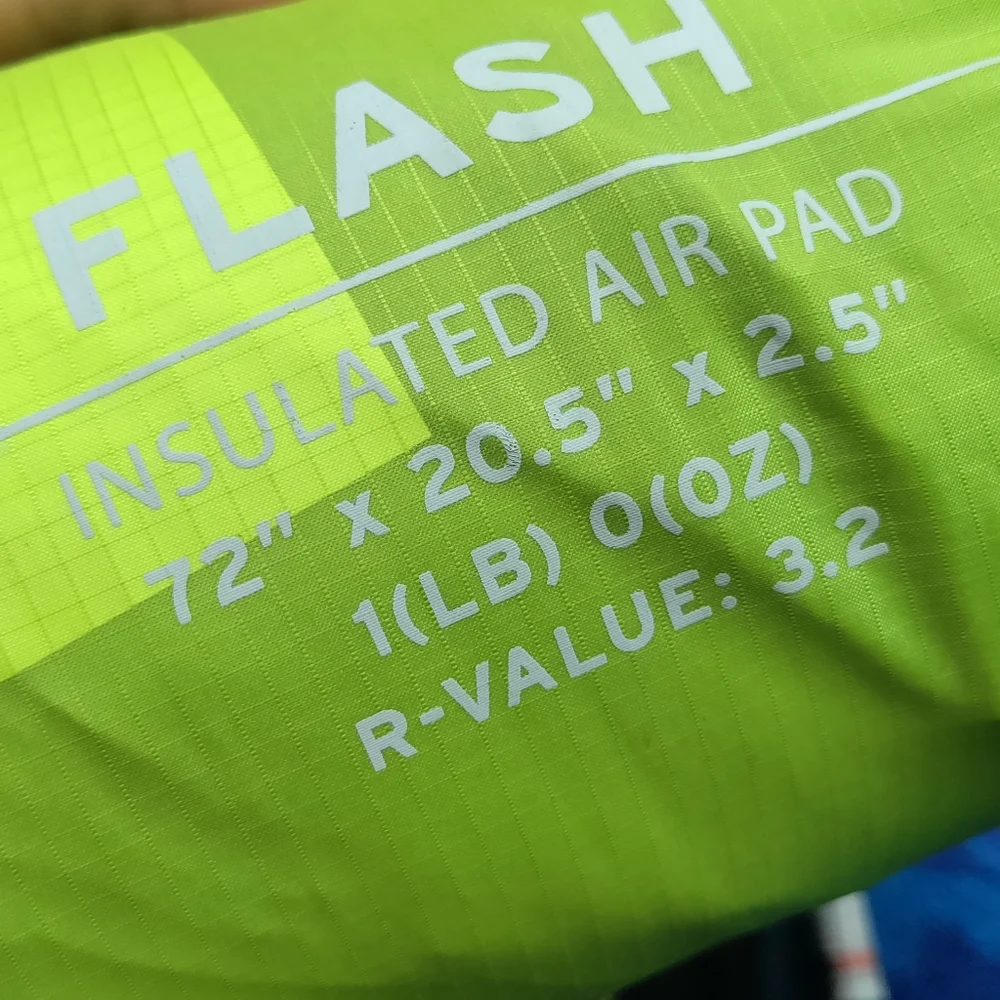 FLASH
INSULATED AIR PAD
72" x 20.5" x 2.5"
1(LB) 0(OZ)
R-VALUE: 3.2